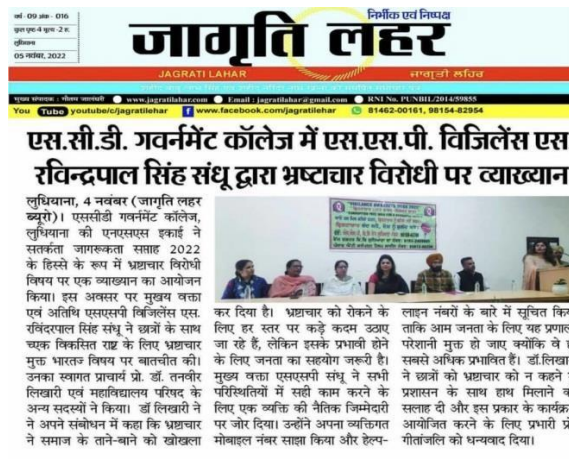 वर्ष - 09 अंक - 016
लुधियाना
05 नवंबर, 2022
निर्भिक एवं निष्पक्ष
जागृति लहर
JAGRATI LAHAR
ਜਾਗ੍ਰਤੀ ਲਹਿਰ
मुख्य संपादक : गौतम जालंधरी www.jagratilahar.com Email : jagratilahar@gmail.com RNI No. PUNBIL/2014/59855
You Tube youtube/c/jagratilahar www.facebook.com/jagratilehar 81462-00161, 98154-82954
एस.सी.डी. गवर्नमेंट कॉलेज में एस.एस.पी. विजिलेंस एस
रविन्द्रपाल सिंह संधू द्वारा भ्रष्टाचार विरोधी पर व्याख्यान
लुधियाना, 4 नवंबर (जागृति लहर
ब्यूरो)। एससीडी गवर्नमेंट कॉलेज,
लुधियाना की एनएसएस इकाई ने
सतर्कता जागरूकता सप्ताह 2022
के हिस्से के रूप में भ्रष्टाचार विरोधी
विषय पर एक व्याख्यान का आयोजन
किया। इस अवसर पर मुखय वक्ता
एवं अतिथि एसएसपी विजिलेंस एस.
रविंदरपाल सिंह संधू ने छात्रों के साथ
च्एक विकसित राष्ट्र के लिए भ्रष्टाचार
मुक्त भारतज विषय पर बातचीत की।
उनका स्वागत प्राचार्य प्रो. डॉ. तनवीर
लिखारी एवं महाविद्यालय परिषद के
अन्य सदस्यों ने किया। डॉ लिखारी ने
ने अपने संबोधन में कहा कि भ्रष्टाचार
ने समाज के ताने-बाने को खोखला
कर दिया है। भ्रष्टाचार को रोकने के
लिए हर स्तर पर कड़े कदम उठाए
जा रहे हैं, लेकिन इसके प्रभावी होने
के लिए जनता का सहयोग जरूरी है।
मुख्य वक्ता एसएसपी संधू ने सभी
परिस्थितियों में सही काम करने के
लिए एक व्यक्ति की नैतिक जिम्मेदारी
पर जोर दिया। उन्होंने अपना व्यक्तिगत
मोबाइल नंबर साझा किया और हेल्प-
लाइन नंबरों के बारे में सूचित
ताकि आम जनता के लिए यह
परेशानी मुक्त हो जाए क्योंकि वे
सबसे अधिक प्रभावित हैं। डॉ.लिखा
ने छात्रों को भ्रष्टाचार को न कहने
प्रशासन के साथ हाथ मिलाने
सलाह दी और इस प्रकार के
आयोजित करने के लिए प्रभारी
गीतांजलि को धन्यवाद दिया।